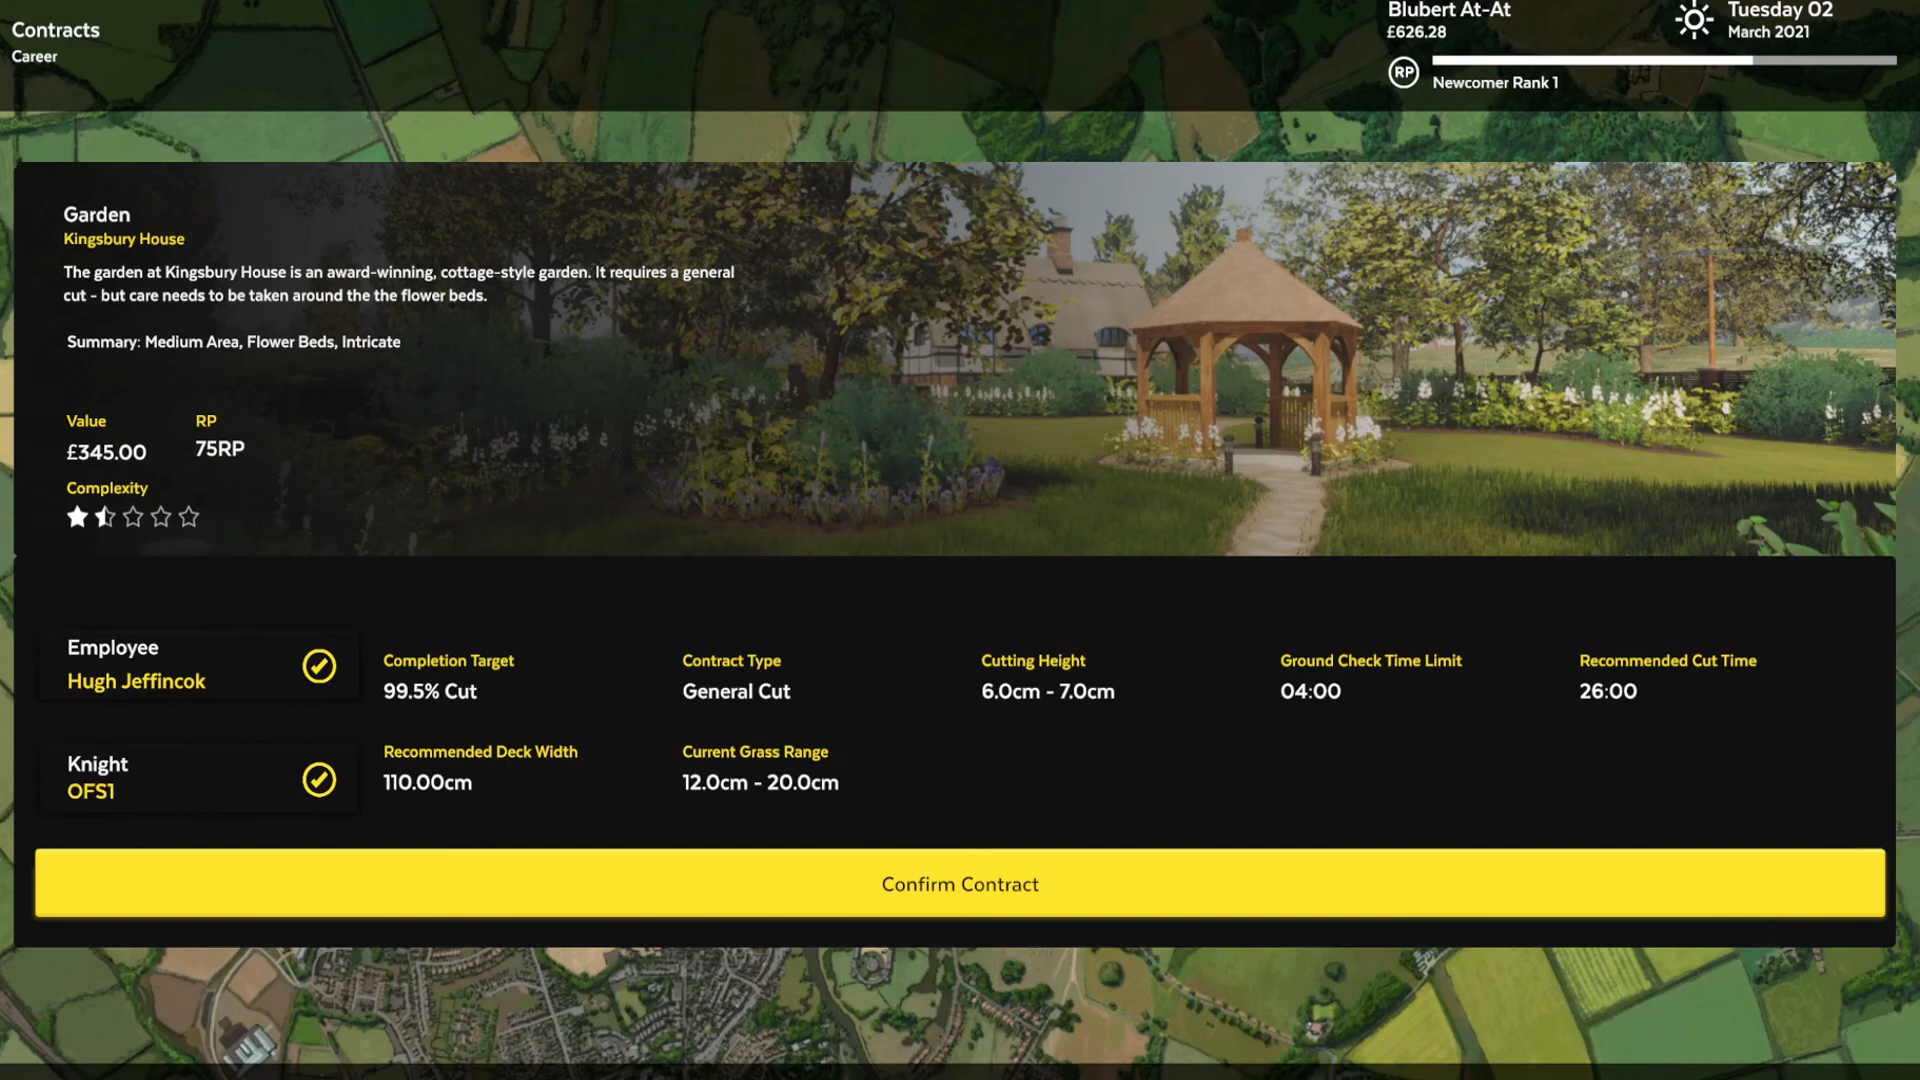 Contracts
Career
Blubert At-At
£626.28
Tuesday 02
March 2021
RP
Newcomer Rank 1
Garden
Kingsbury House
The garden at Kingsbury House is an award-winning, cottage-style garden. It requires a general
cut - but care needs to be taken around the the flower beds.
Summary: Medium Area, Flower Beds, Intricate
Value
RP
£345.00
75RP
Complexity
Employee
Hugh Jeffincok
Completion Target
99.5% Cut
Contract Type
General Cut
Cutting Height
6.0cm - 7.0cm
Ground Check Time Limit
04:00
Recommended Cut Time
26:00
Knight
OFS1
Recommended Deck Width
110.00cm
Current Grass Range
12.0cm - 20.0cm
Confirm Contract